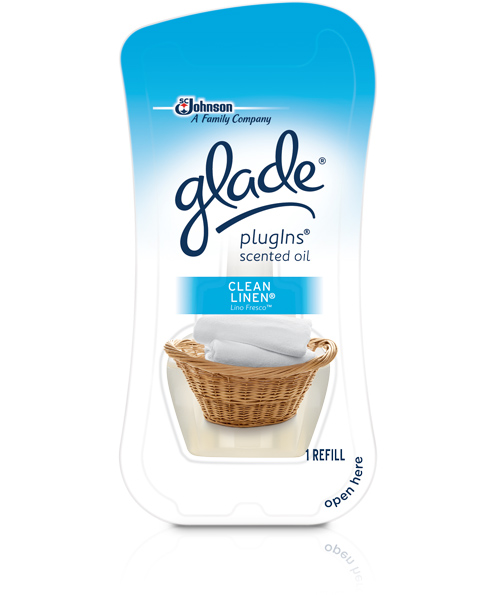 SC Johnson
A Family Company
glade®
plugIns®
scented oil
CLEAN
LINEN®
Lino Fresco™
1 REFILL
open here